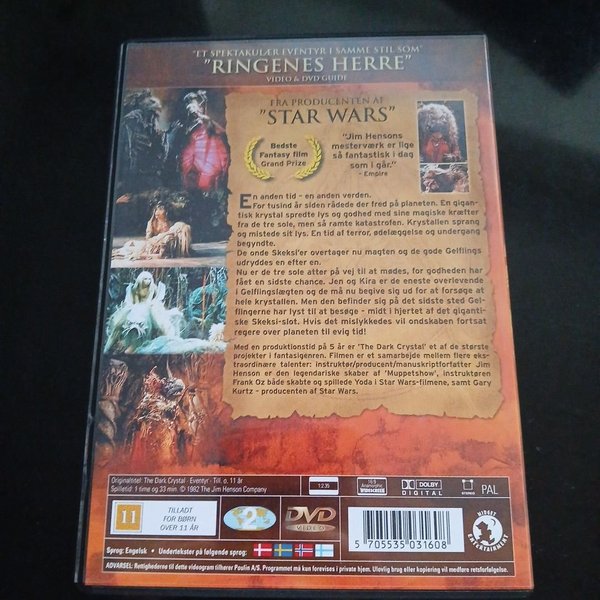 "ET SPEKTAKULÆR EVENTYR I SAMME STIL SOM"
"RINGENES HERRE"
VIDEO & DVD GUIDE
FRA PRODUCENTEN AF
"STAR WARS"
Bedste
Fantasy film
Grand Prize
"Jim Hensons
mesterværk er lige
så fantastisk i dag
som i går."
- Empire
En anden tid - en anden verden.
For tusind år siden rådede der fred på planeten. En gigan-
tisk krystal spredte lys og godhed med sine magiske kræfter
fra de tre sole, men så ramte katastrofen. Krystallen sprang
og mistede sit lys. En tid af terror, ødelæggelse og undergang
begyndte.
De onde Skeksi'er overtager nu magten og de gode Gelflings
udryddes en efter en.
Nu er de tre sole atter på vej til at mødes, for godheden har
fået en sidste chance. Jen og Kira er de eneste overlevende
i Gelflingslægten og de må nu begive sig ud for at forsøge at
hele krystallen. Men den befinder sig på det sidste sted Gel-
flingerne har lyst til at besøge - midt i hjertet af det giganti-
ske Skeksi-slot. Hvis det mislykkedes vil ondskaben fortsat
regere over planeten til evig tid!
Med en produktionstid på 5 år er 'The Dark Crystal' et af de største
projekter i fantasigenren. Filmen er et samarbejde mellem flere eks-
traordinære talenter: instruktør/producent/manuskriptforfatter Jim
Henson er den legendariske skaber af 'Muppetshow', instruktøren
Frank Oz både skabte og spillede Yoda i Star Wars-filmene, samt Gary
Kurtz - producenten af Star Wars.
Originaltitel: The Dark Crystal · Eventyr · Till. o. 11 år
Spilletid: 1 time og 33 min. © 1982 The Jim Henson Company
1:2.35
16:9
Anamorphic
WIDESCREEN
DOLBY
DIGITAL
STEREO
PAL
11
TILLADT
FOR BØRN
OVER 11 ÅR
2
DVD
VIDEO
5 705535 031608
MIDGET
ENTERTAINMENT
Sprog: Engelsk · Undertekster på følgende sprog:
ADVARSEL: Rettighederne til dette videogram tilhører Poulin A/S. Programmet må kun forevises i private hjem. Ulovlig brug eller kopiering vil medføre retsforfølgelse.